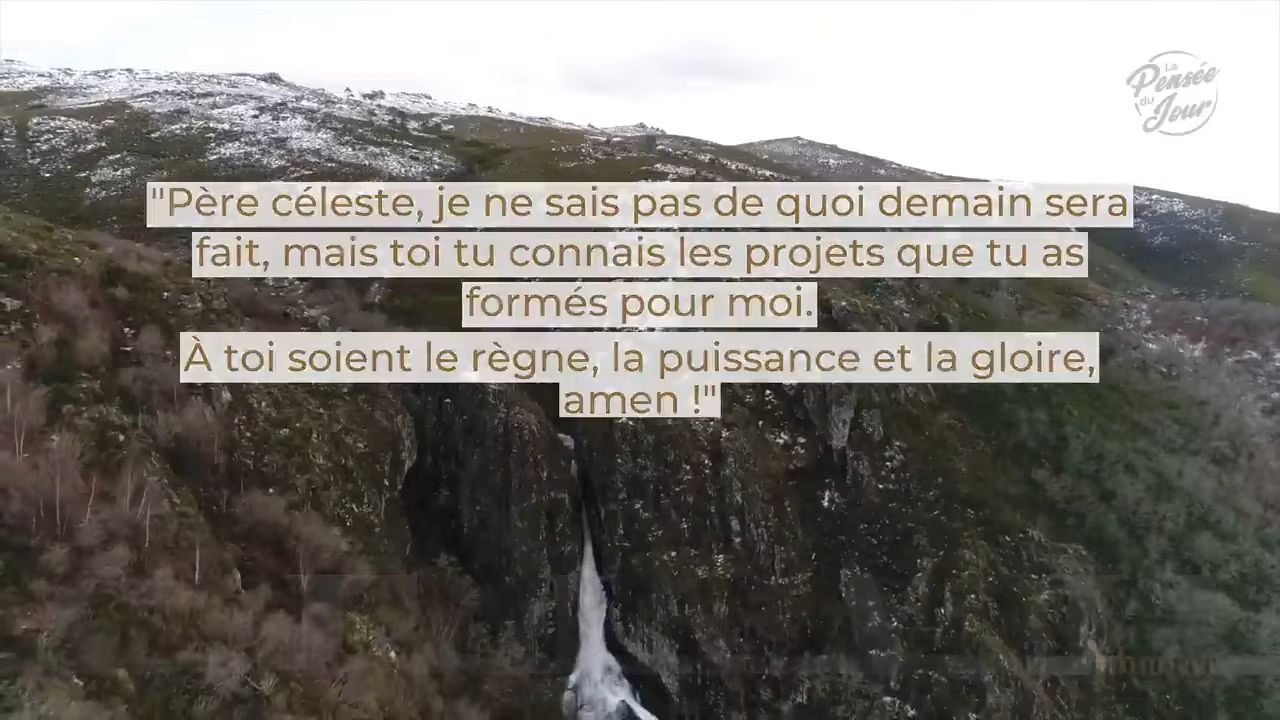 La
Pensée
du
Jour
"Père céleste, je ne sais pas de quoi demain sera
fait, mais toi tu connais les projets que tu as
formés pour moi.
À toi soient le règne, la puissance et la gloire,
amen !"